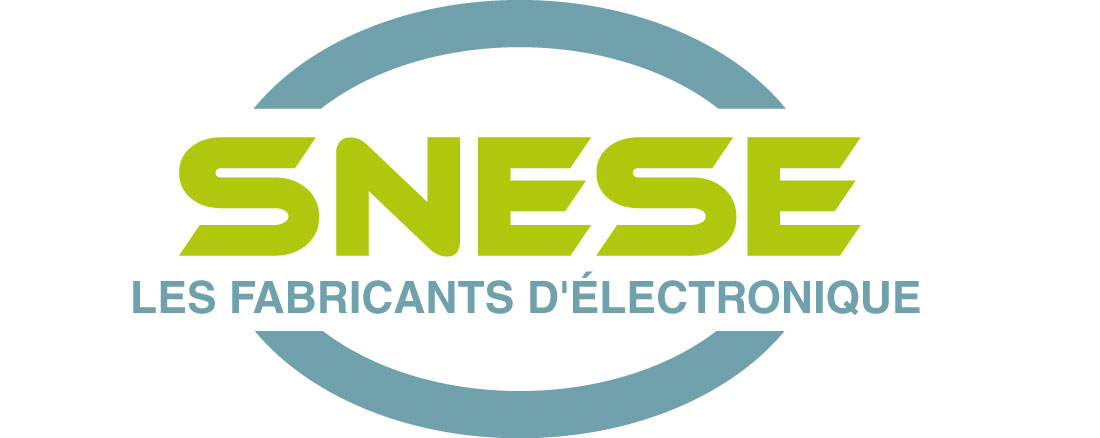 SNESE
LES FABRICANTS D'ÉLECTRONIQUE